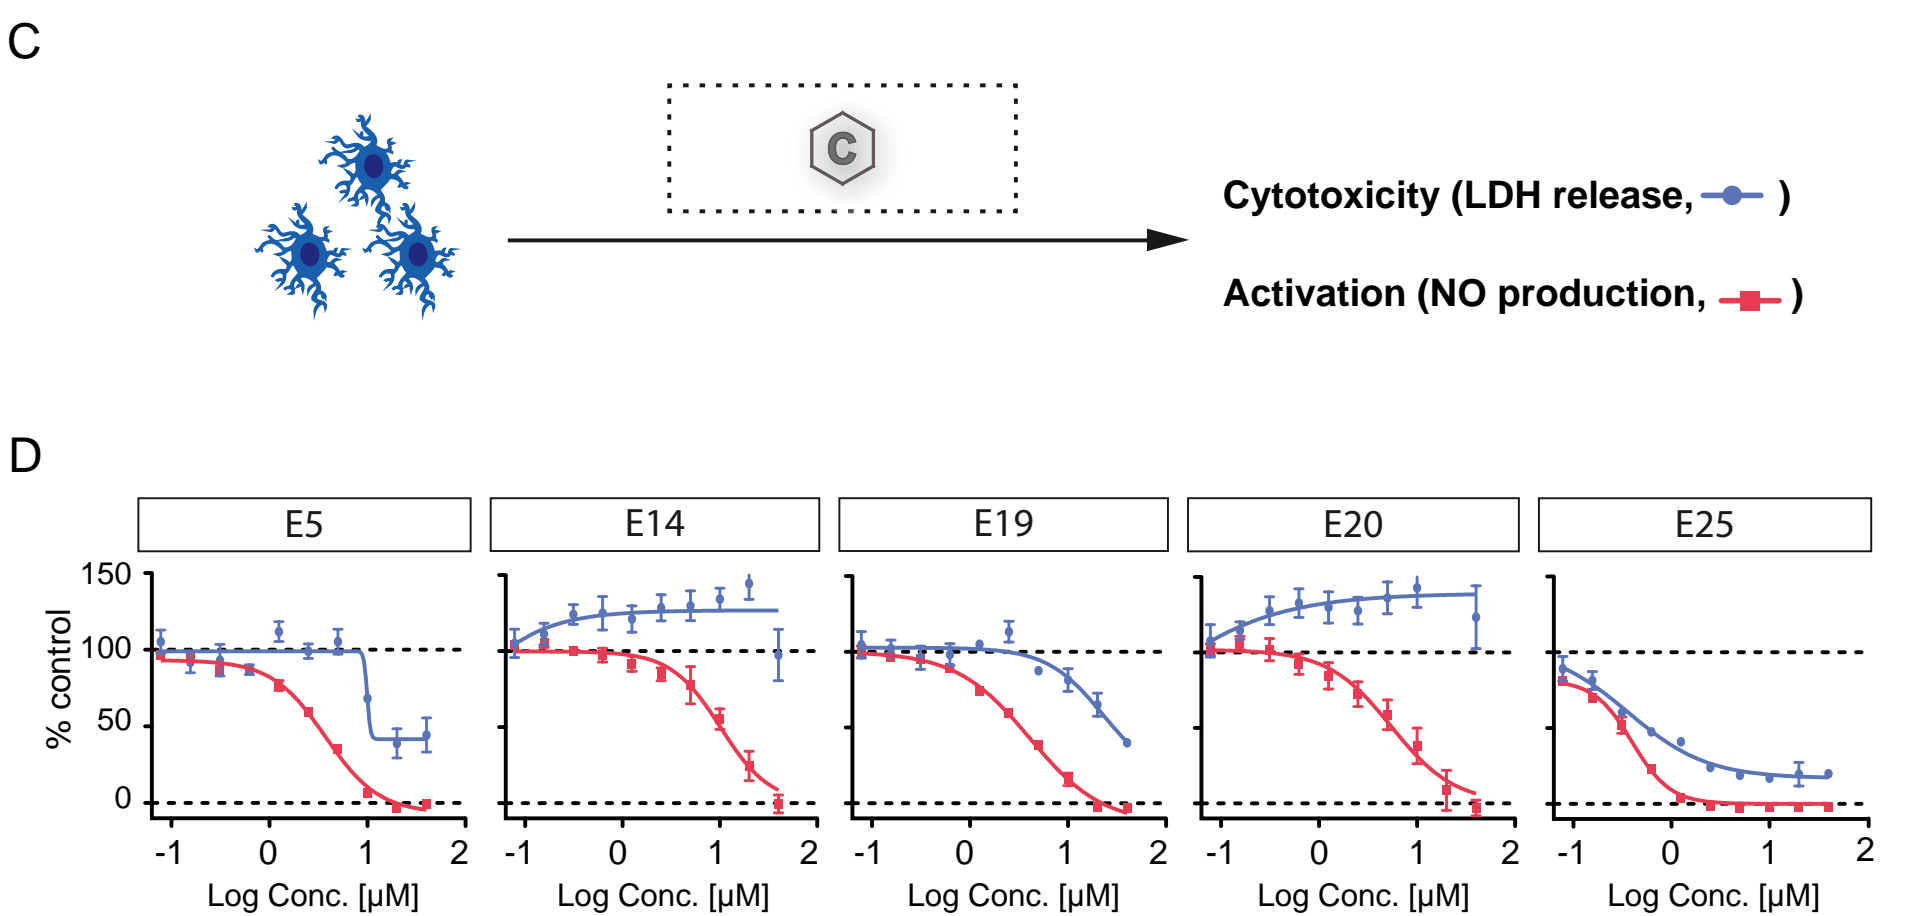 C
C
Cytotoxicity (LDH release, )
Activation (NO production, )
D
E5 E14 E19 E20 E25
150
100
50
0
% control
-1 0 1 2 -1 0 1 2 -1 0 1 2 -1 0 1 2 -1 0 1 2
Log Conc. [µM] Log Conc. [µM] Log Conc. [µM] Log Conc. [µM] Log Conc. [µM]